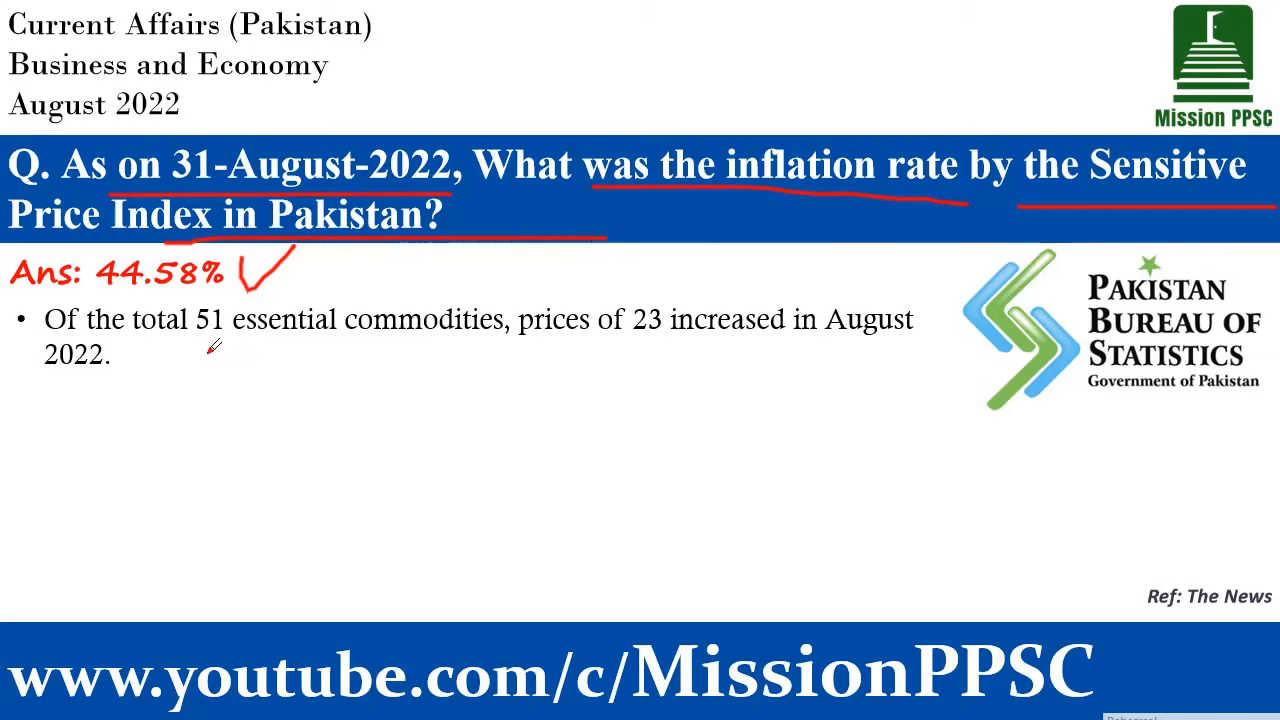 Current Affairs (Pakistan)
Business and Economy
August 2022
Mission PPSC
Q. As on 31-August-2022, What was the inflation rate by the Sensitive
Price Index in Pakistan?
Ans: 44.58%
• Of the total 51 essential commodities, prices of 23 increased in August
2022.
PAKISTAN
BUREAU OF
STATISTICS
Government of Pakistan
Ref: The News
www.youtube.com/c/MissionPPSC